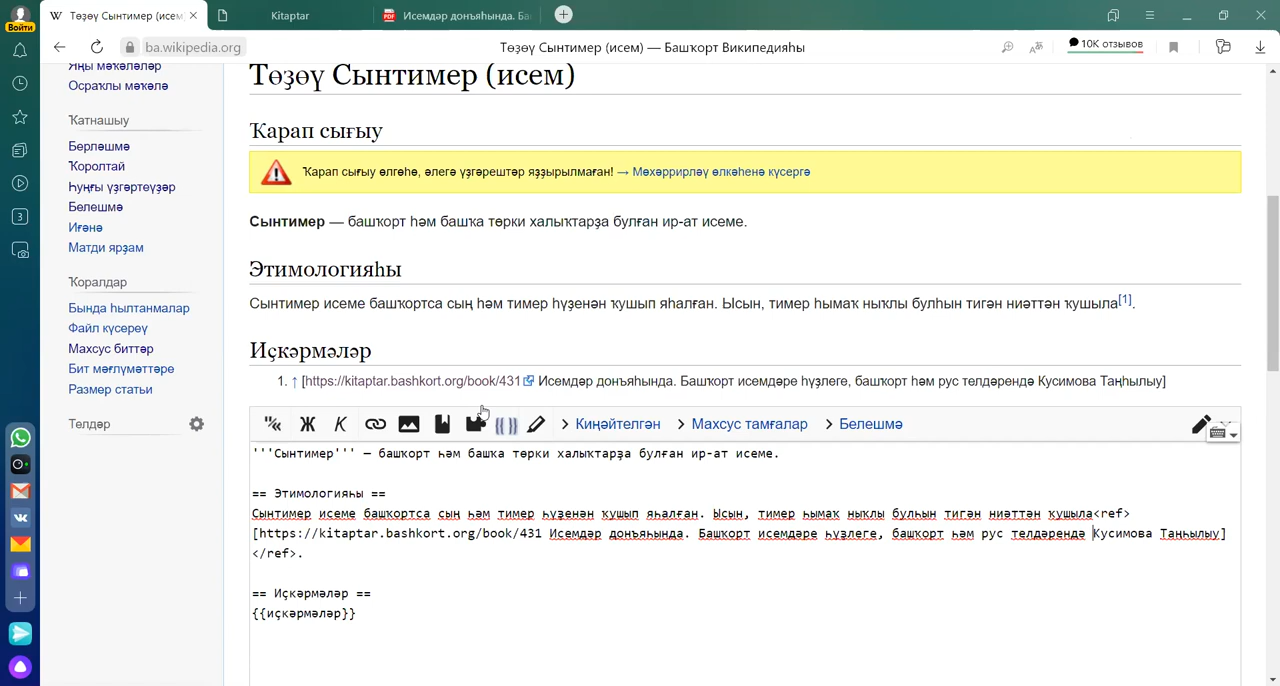 Войти
Төҙөү Сынтимер (исем
Kitaptar
Исемдәр донъяһында. Ба
ba.wikipedia.org
Төҙөү Сынтимер (исем) — Башҡорт Википедияһы
10K отзывов
Яңы мәҡәләләр
Осраҡлы мәҡәлә
Ҡатнашыу
Берләшмә
Ҡоролтай
Һуңғы үҙгәртеүҙәр
Белешмә
Иғәнә
Матди ярҙам
Ҡоралдар
Бында һылтанмалар
Файл күсереү
Махсус биттәр
Бит мәғлүмәттәре
Размер статьи
Телдәр
Төҙөү Сынтимер (исем)
Ҡарап сығыу
Ҡарап сығыу өлгөһө, әлегә үҙгәрештәр яҙҙырылмаған! → Мөхәррирләү өлкәһенә күсергә
Сынтимер — башҡорт һәм башҡа төрки халыҡтарҙа булған ир-ат исеме.
Этимологияһы
Сынтимер исеме башҡортса сың һәм тимер һүҙенән ҡушып яһалған. Ысын, тимер һымаҡ ныҡлы булһын тигән ниәттән ҡушыла[1].
Иҫкәрмәләр
1. ↑ [https://kitaptar.bashkort.org/book/431 Исемдәр донъяһында. Башҡорт исемдәре һүҙлеге, башҡорт һәм рус телдәрендә Кусимова Таңһылыу]
Ж К Киңәйтелгән Махсус тамғалар Белешмә
'''Сынтимер''' — башҡорт һәм башҡа төрки халыҡтарҙа булған ир-ат исеме.
== Этимологияһы ==
Сынтимер исеме башҡортса сың һәм тимер һүҙенән ҡушып яһалған. Ысын, тимер һымаҡ ныҡлы булһын тигән ниәттән ҡушыла<ref>
[https://kitaptar.bashkort.org/book/431 Исемдәр донъяһында. Башҡорт исемдәре һүҙлеге, башҡорт һәм рус телдәрендә Кусимова Таңһылыу]
</ref>.
== Иҫкәрмәләр ==
{{иҫкәрмәләр}}